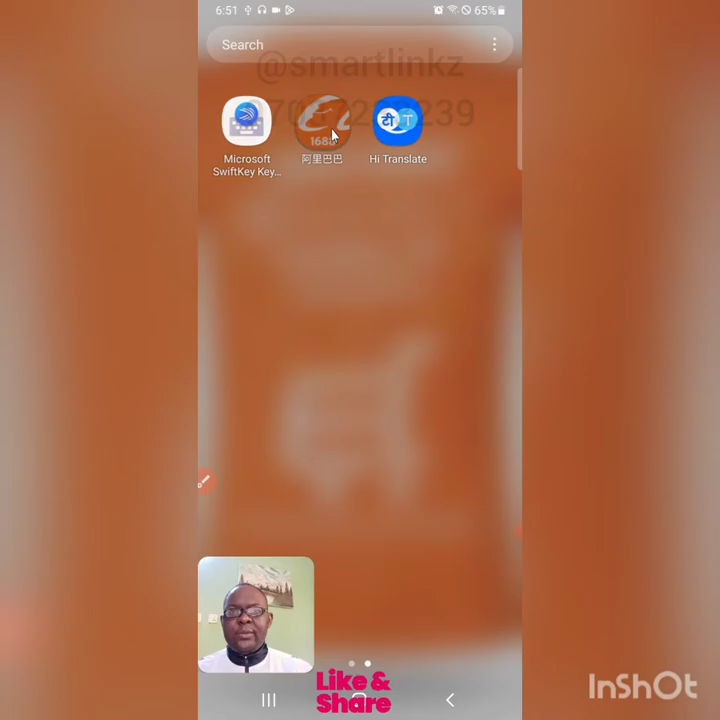 6:51
65%
Search
@smartlinkz
1688
टी T
Microsoft
SwiftKey Key...
阿里巴巴
Hi Translate
Like &
Share
InShOt